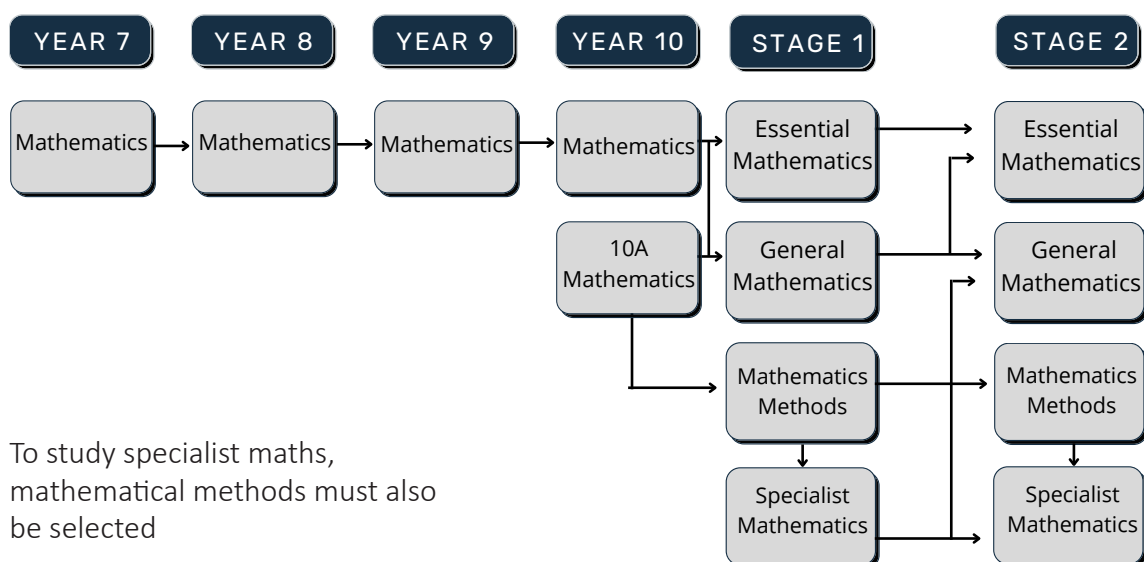 YEAR 7
YEAR 8
YEAR 9
YEAR 10
STAGE 1
STAGE 2
Mathematics
Mathematics
Mathematics
Mathematics
Essential
Mathematics
Essential
Mathematics
10A
Mathematics
General
Mathematics
General
Mathematics
Mathematics
Methods
Mathematics
Methods
To study specialist maths,
mathematical methods must also
be selected
Specialist
Mathematics
Specialist
Mathematics